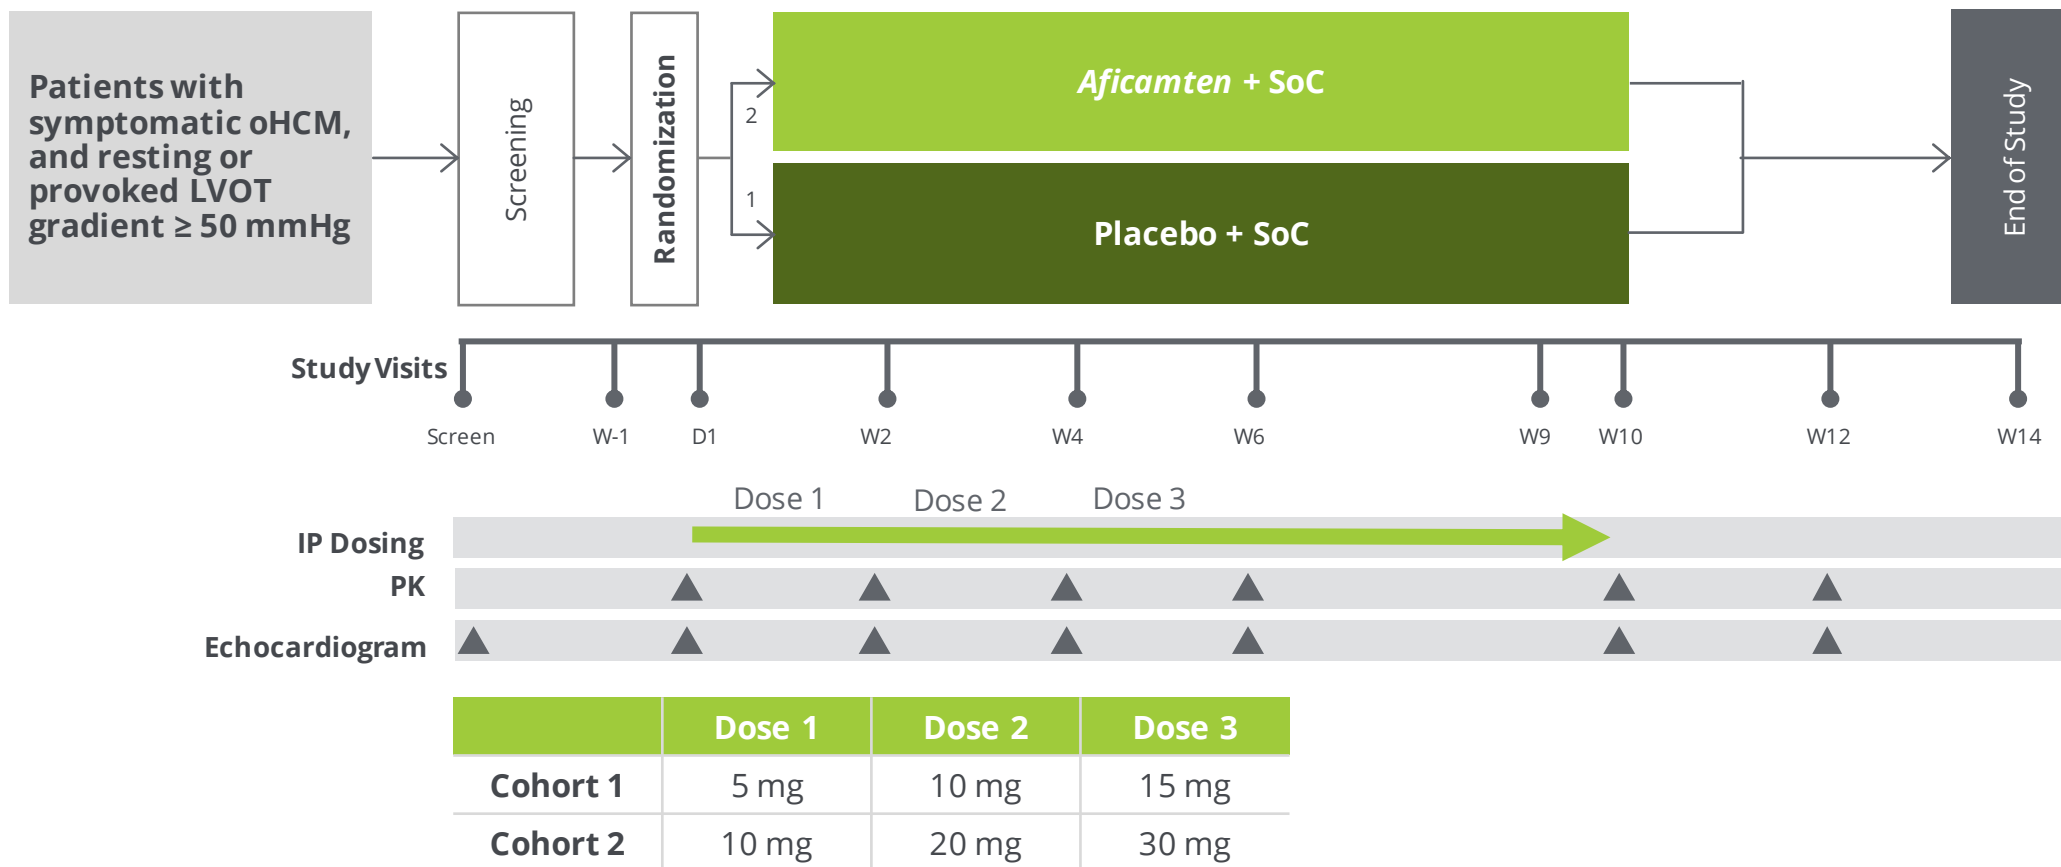 Patients with
symptomatic oHCM,
and resting or
provoked LVOT
gradient ≥ 50 mmHg
Screening
Randomization
2
1
Aficamten + SoC
Placebo + SoC
End of Study
Study Visits
Screen
W-1
D1
W2
W4
W6
W9
W10
W12
W14
Dose 1
Dose 2
Dose 3
IP Dosing
PK
Echocardiogram
Dose 1 Dose 2 Dose 3
Cohort 1 5 mg 10 mg 15 mg
Cohort 2 10 mg 20 mg 30 mg